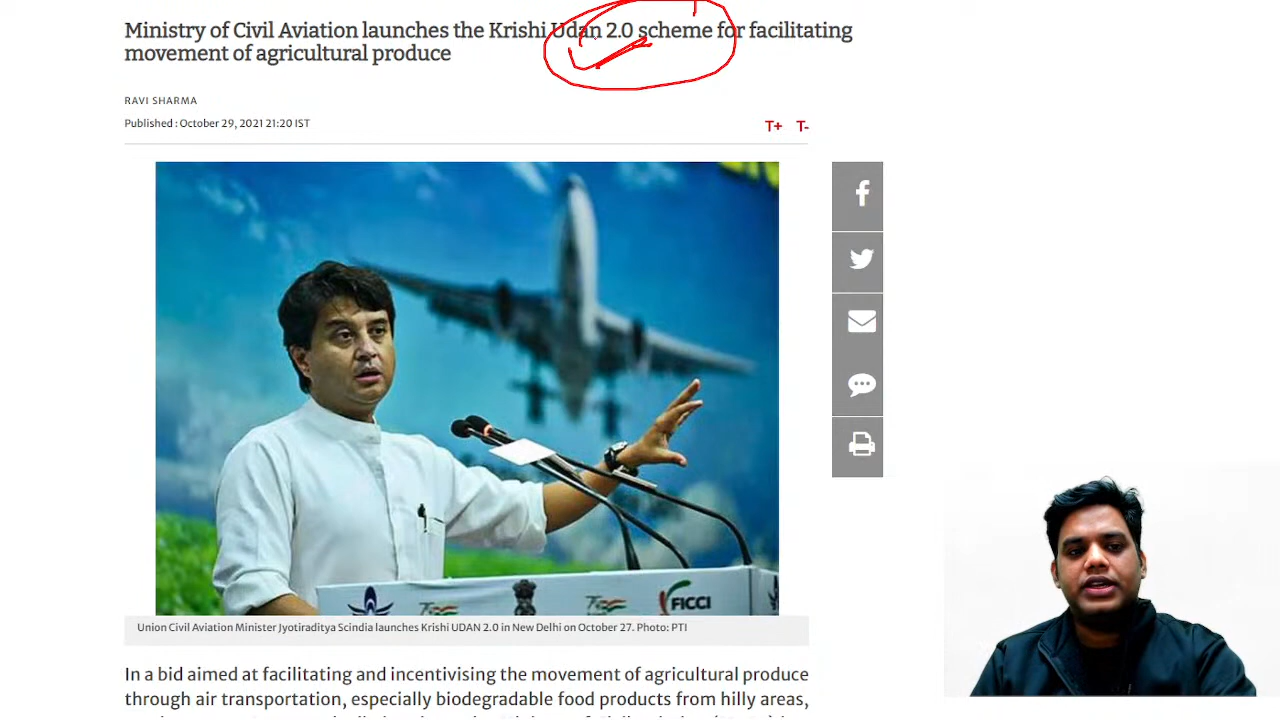 Ministry of Civil Aviation launches the Krishi Udan 2.0 scheme for facilitating
movement of agricultural produce
RAVI SHARMA
Published : October 29, 2021 21:20 IST
T+ T-
FICCI
Union Civil Aviation Minister Jyotiraditya Scindia launches Krishi UDAN 2.0 in New Delhi on October 27. Photo: PTI
In a bid aimed at facilitating and incentivising the movement of agricultural produce
through air transportation, especially biodegradable food products from hilly areas,